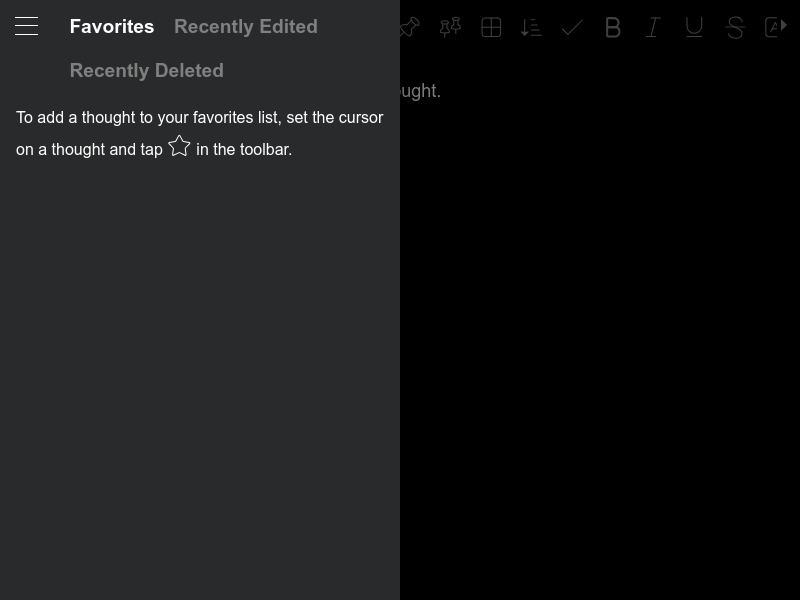 Favorites Recently Edited
Recently Deleted
To add a thought to your favorites list, set the cursor
on a thought and tap in the toolbar.
B I U S A
ught.